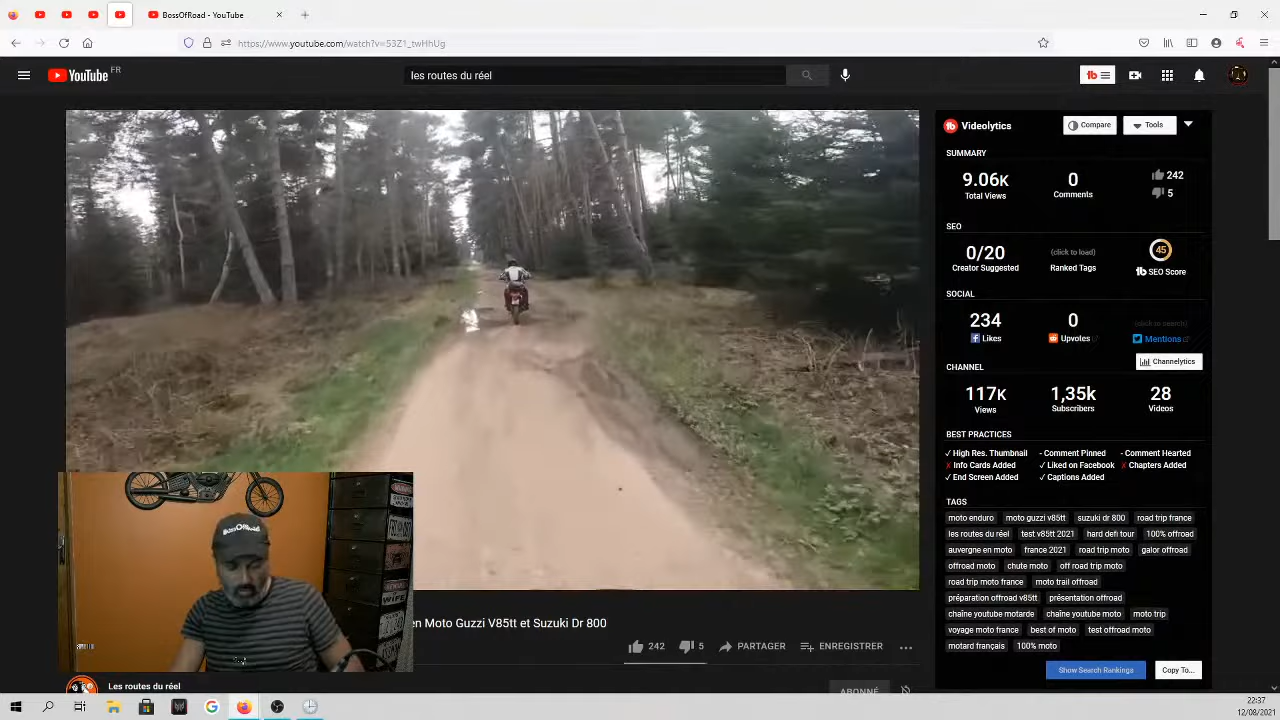 BossOfRoad - YouTube
https://www.youtube.com/watch?v=53Z1_twHhUg
YouTube FR
les routes du réel
tb
tb Videolytics
Compare
Tools
SUMMARY
9.06K
0
242
5
Total Views
Comments
SEO
0/20
(click to load)
45
Creator Suggested
Ranked Tags
tb SEO Score
SOCIAL
234
0
(click to search)
Likes
Upvotes
Mentions
CHANNEL
Channelytics
117K
1,35k
28
Views
Subscribers
Videos
BEST PRACTICES
✓ High Res. Thumbnail - Comment Pinned - Comment Hearted
✗ Info Cards Added ✓ Liked on Facebook ✗ Chapters Added
✓ End Screen Added ✓ Captions Added
TAGS
moto enduro moto guzzi v85tt suzuki dr 800 road trip france
les routes du réel test v85tt 2021 hard defi tour 100% offroad
auvergne en moto france 2021 road trip moto galor offroad
offroad moto chute moto off road trip moto
road trip moto france moto trail offroad
préparation offroad v85tt présentation offroad
chaîne youtube motarde chaîne youtube moto moto trip
voyage moto france best of moto test offroad moto
motard français 100% moto
Show Search Rankings
Copy To...
BossOfRoad
WIFE
en Moto Guzzi V85tt et Suzuki Dr 800
242 5 PARTAGER ENREGISTRER
Les routes du réel
ABONNÉ
22:37
12/08/2021